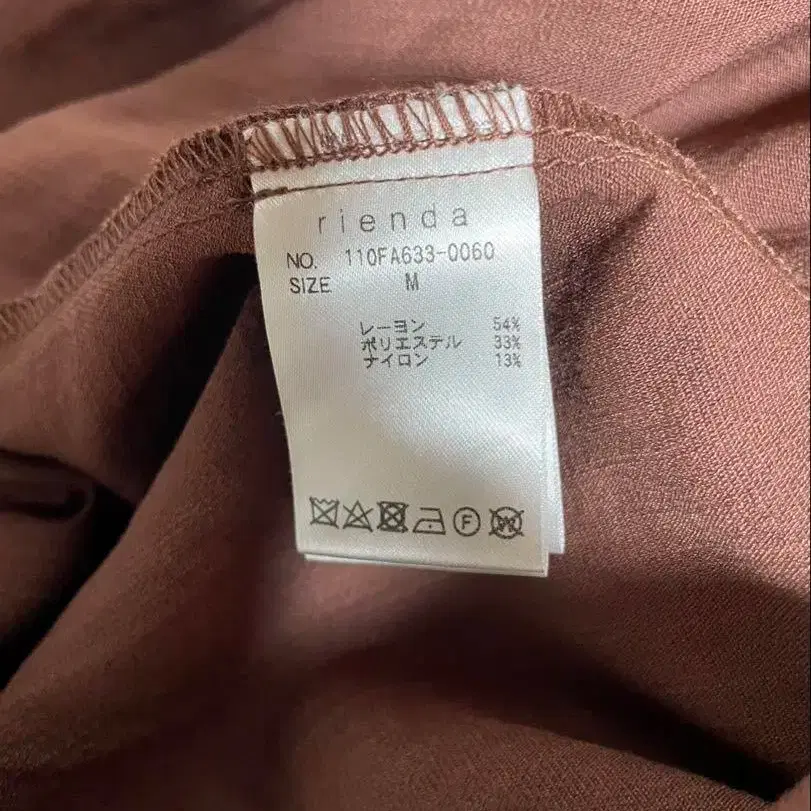 rienda
NO. 110FA633-0060
SIZE M
レーヨン 54%
ポリエステル 33%
ナイロン 13%
F W